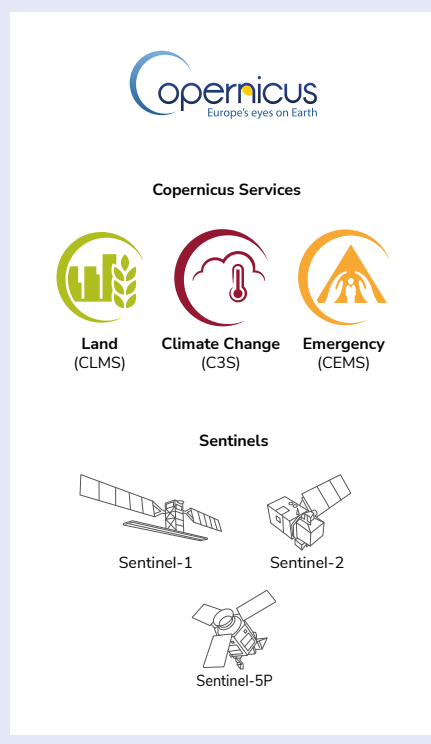 Copernicus
Europe's eyes on Earth
Copernicus Services
Land
(CLMS)
Climate Change
(C3S)
Emergency
(CEMS)
Sentinels
Sentinel-1
Sentinel-2
Sentinel-5P